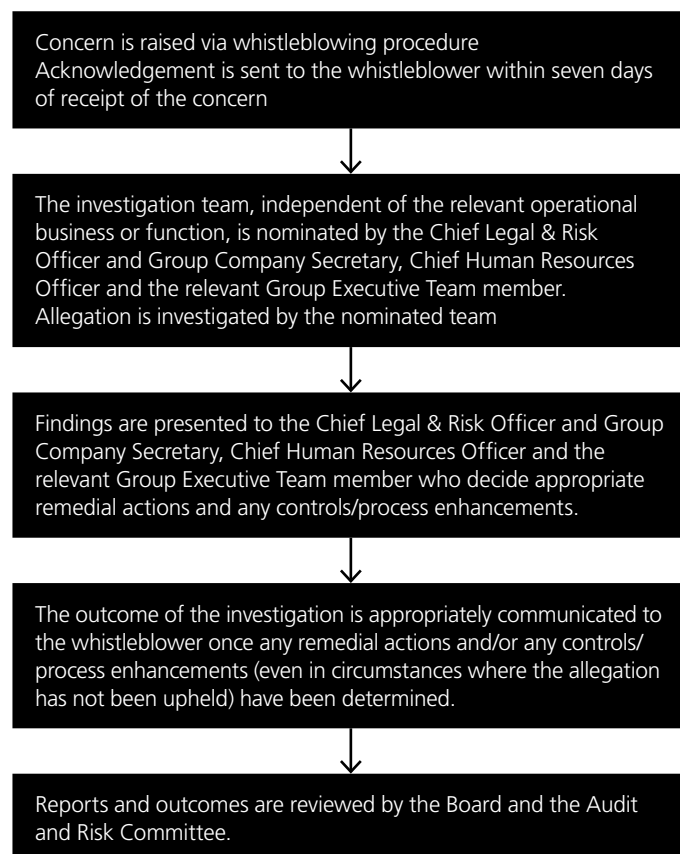 Concern is raised via whistleblowing procedure
Acknowledgement is sent to the whistleblower within seven days
of receipt of the concern
The investigation team, independent of the relevant operational
business or function, is nominated by the Chief Legal & Risk
Officer and Group Company Secretary, Chief Human Resources
Officer and the relevant Group Executive Team member.
Allegation is investigated by the nominated team
Findings are presented to the Chief Legal & Risk Officer and Group
Company Secretary, Chief Human Resources Officer and the
relevant Group Executive Team member who decide appropriate
remedial actions and any controls/process enhancements.
The outcome of the investigation is appropriately communicated to
the whistleblower once any remedial actions and/or any controls/
process enhancements (even in circumstances where the allegation
has not been upheld) have been determined.
Reports and outcomes are reviewed by the Board and the Audit
and Risk Committee.